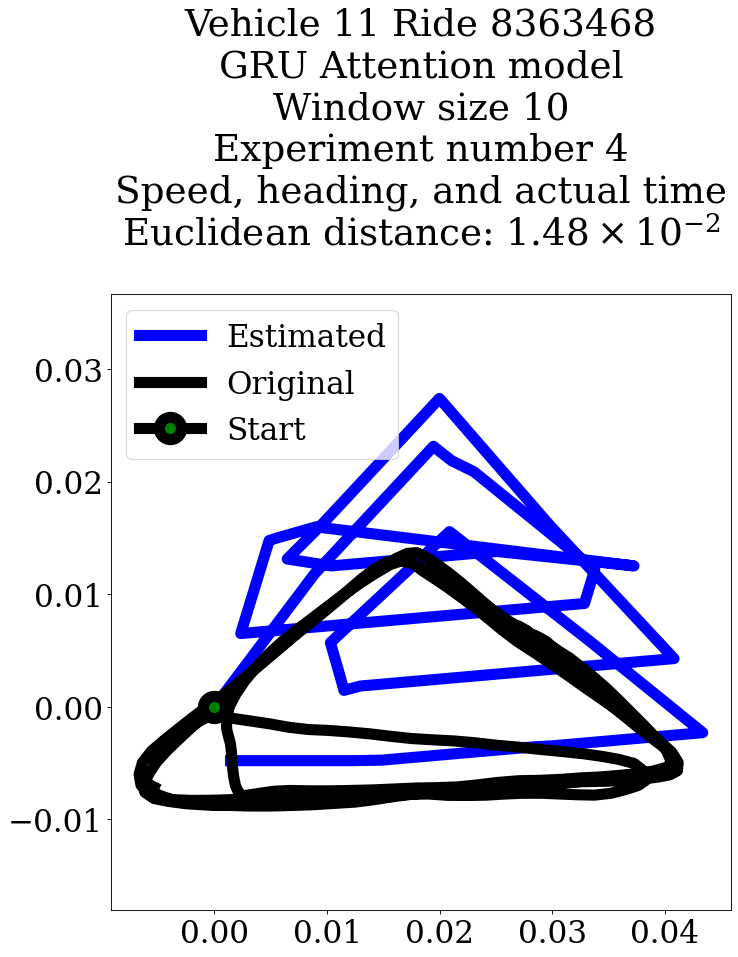 Vehicle 11 Ride 8363468
GRU Attention model
Window size 10
Experiment number 4
Speed, heading, and actual time
Euclidean distance: 1.48 × 10⁻²
Estimated
Original
Start
0.03
0.02
0.01
0.00
−0.01
0.00 0.01 0.02 0.03 0.04